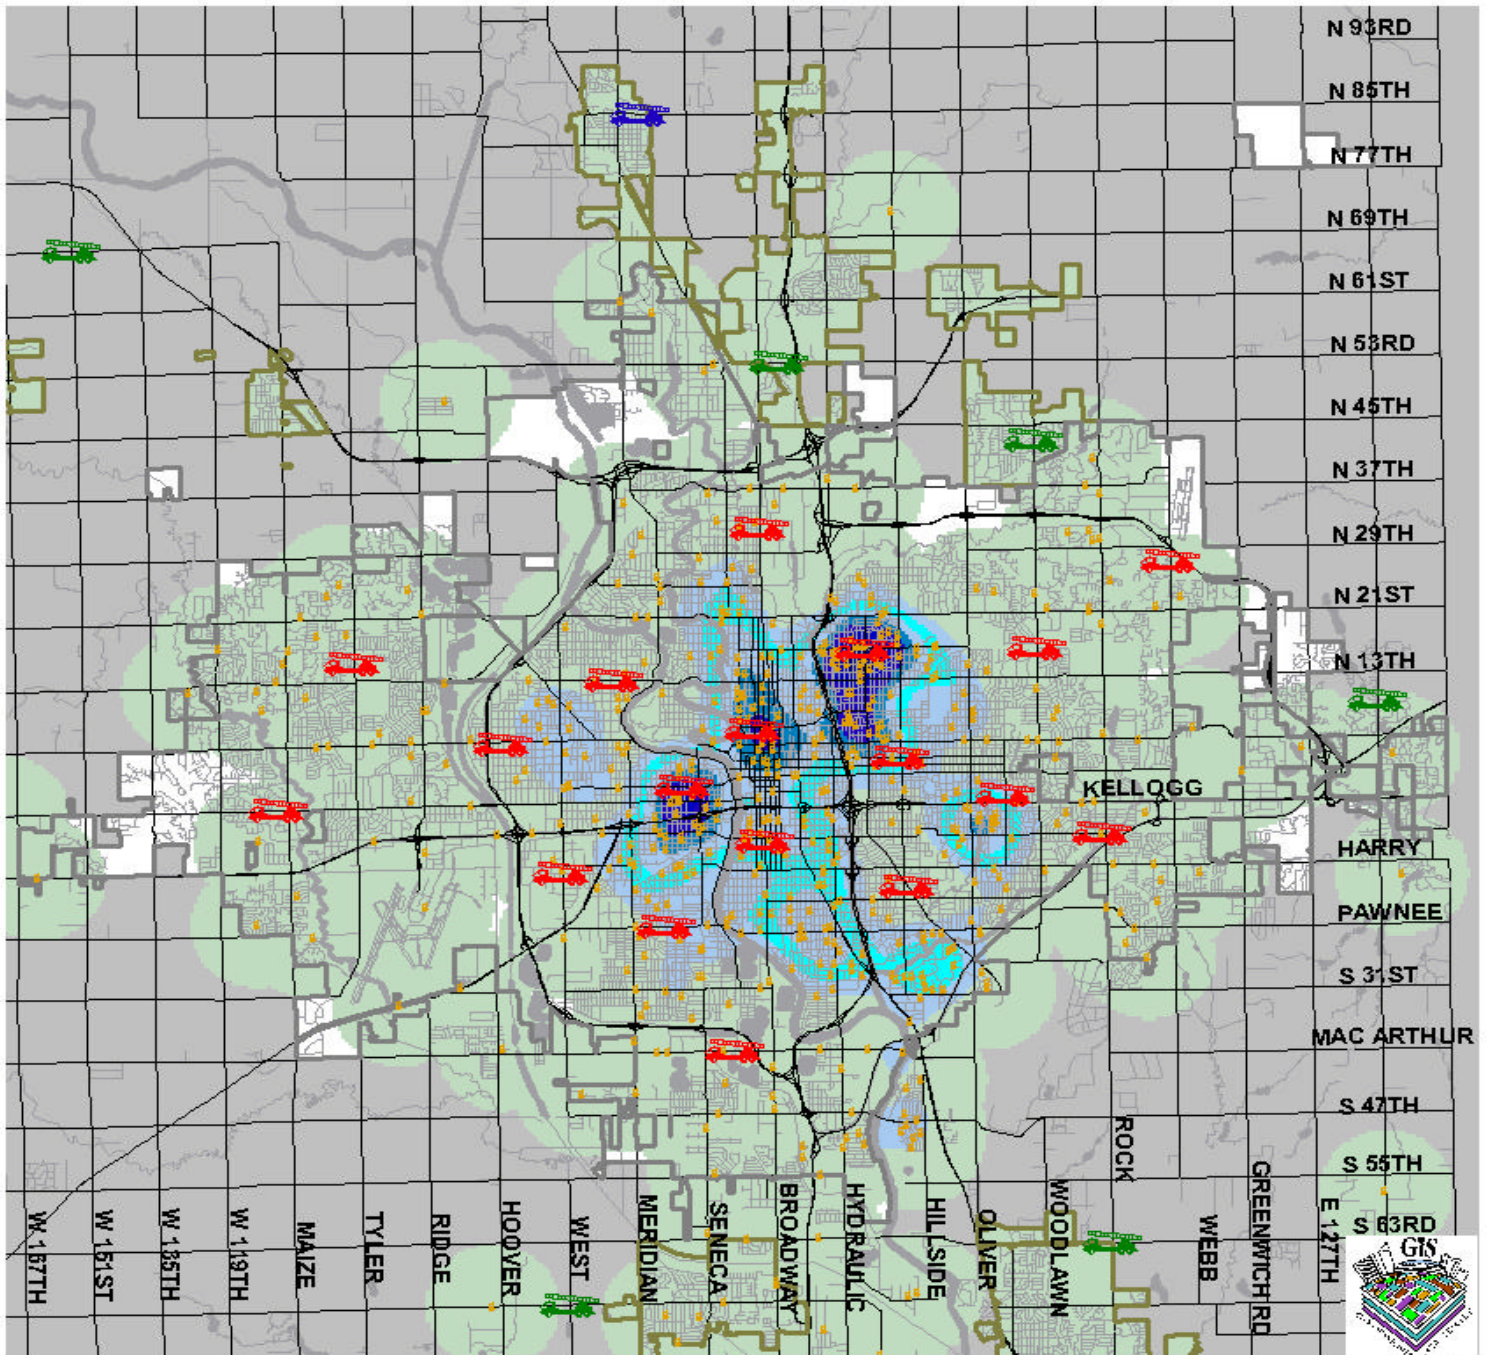 N 93RD
N 85TH
N 77TH
N 69TH
N 61ST
N 53RD
N 45TH
N 37TH
N 29TH
N 21ST
N 13TH
KELLOGG
HARRY
PAWNEE
S 31ST
MAC ARTHUR
S 47TH
S 55TH
S 63RD
W 167TH
W 151ST
W 135TH
W 119TH
MAIZE
TYLER
RIDGE
HOOVER
WEST
MERIDIAN
SENECA
BROADWAY
HYDRAULIC
HILLSIDE
OLIVER
WOODLAWN
ROCK
WEBB
GREENWICH RD
E 127TH
GIS